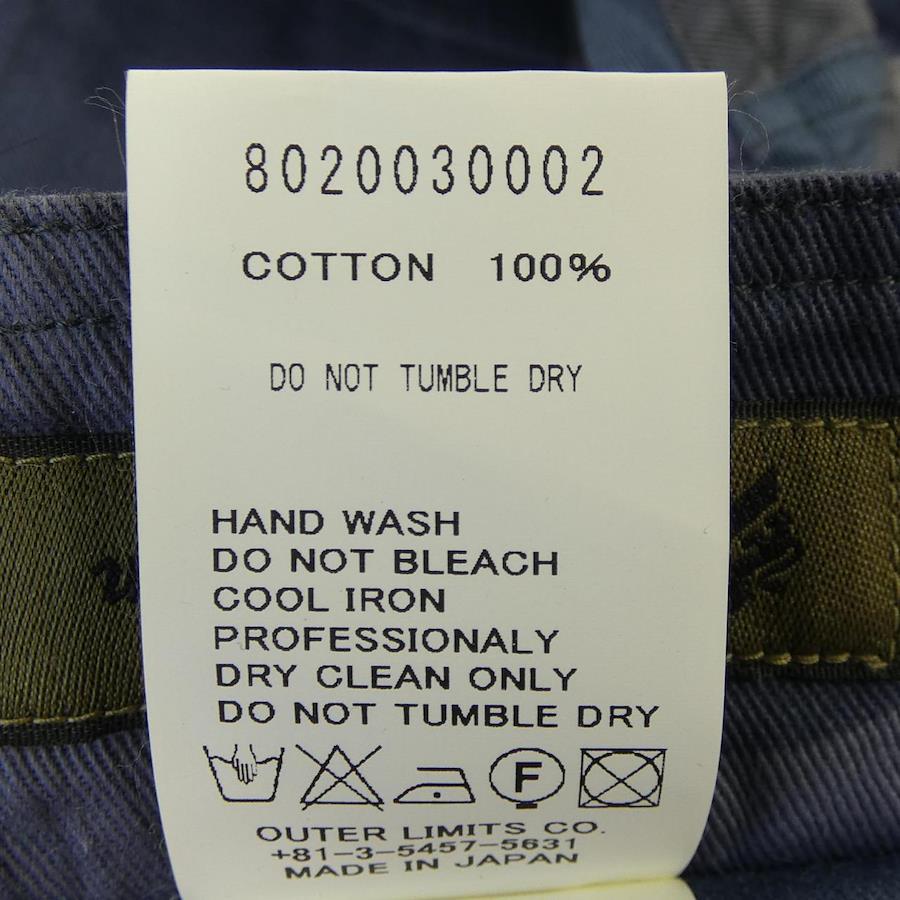 8020030002
COTTON 100%
DO NOT TUMBLE DRY
HAND WASH
DO NOT BLEACH
COOL IRON
PROFESSIONALY
DRY CLEAN ONLY
DO NOT TUMBLE DRY
F
OUTER LIMITS CO.
+81-3-5457-5631
MADE IN JAPAN